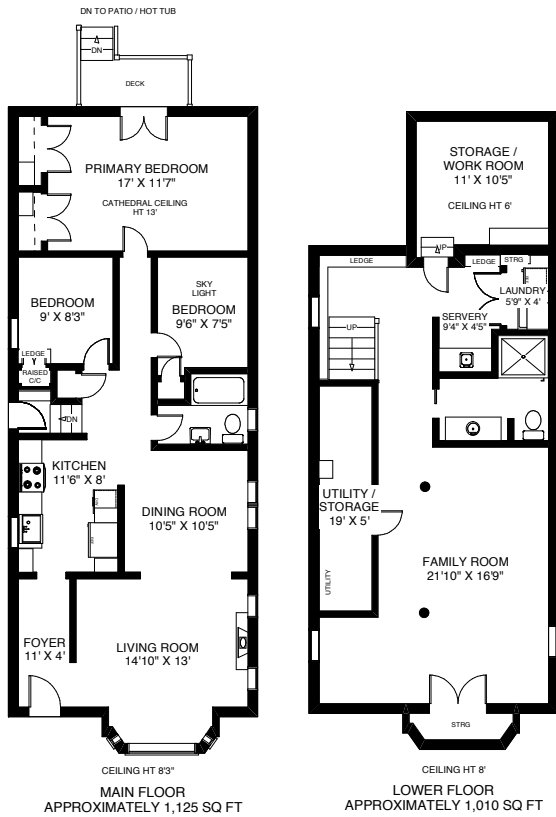 DN TO PATIO / HOT TUB
DN
DECK
PRIMARY BEDROOM
17' X 11'7"
CATHEDRAL CEILING
HT 13'
BEDROOM
9' X 8'3"
SKY
LIGHT
BEDROOM
9'6" X 7'5"
LEDGE
RAISED
C/C
DN
KITCHEN
11'6" X 8'
DINING ROOM
10'5" X 10'5"
FOYER
11' X 4'
LIVING ROOM
14'10" X 13'
CEILING HT 8'3"
MAIN FLOOR
APPROXIMATELY 1,125 SQ FT
STORAGE /
WORK ROOM
11' X 10'5"
CEILING HT 6'
UP
LEDGE
LEDGE
STRG
LAUNDRY
5'9" X 4'
SERVERY
9'4" X 4'5"
UP
UTILITY /
STORAGE
19' X 5'
UTILITY
FAMILY ROOM
21'10" X 16'9"
STRG
CEILING HT 8'
LOWER FLOOR
APPROXIMATELY 1,010 SQ FT